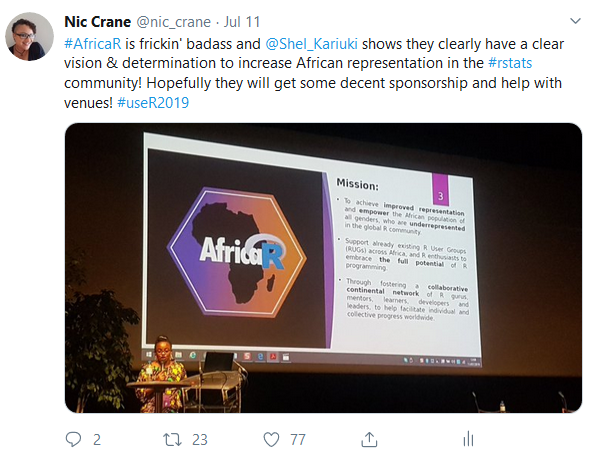 Nic Crane @nic_crane · Jul 11
#AfricaR is frickin' badass and @Shel_Kariuki shows they clearly have a clear
vision & determination to increase African representation in the #rstats
community! Hopefully they will get some decent sponsorship and help with
venues! #useR2019
3
Mission:
• To achieve improved representation
and empower the African population of
all genders, who are underrepresented
in the global R community.
• Support already existing R User Groups
(RUGs) across Africa, and R enthusiasts to
embrace the full potential of R
programming.
• Through fostering a collaborative
continental network of R gurus,
mentors, learners, developers and
leaders, to help facilitate individual and
collective progress worldwide.
AfricaR
2 23 77